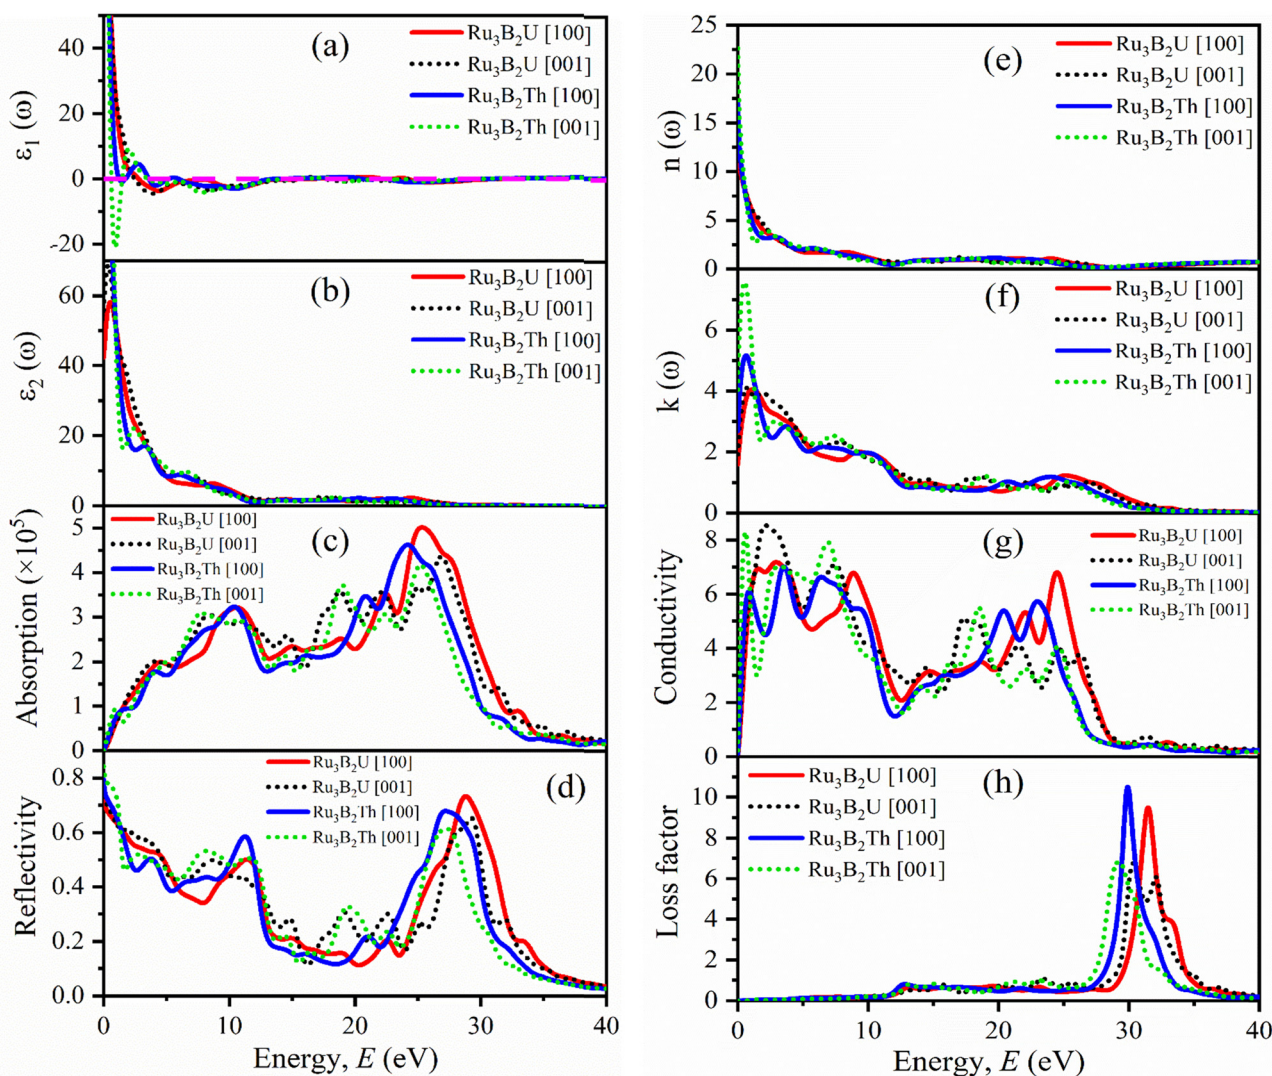 (a)
Ru₃B₂U [100]
Ru₃B₂U [001]
Ru₃B₂Th [100]
Ru₃B₂Th [001]
ε₁ (ω)
40
20
0
-20
(b)
Ru₃B₂U [100]
Ru₃B₂U [001]
Ru₃B₂Th [100]
Ru₃B₂Th [001]
ε₂ (ω)
60
40
20
0
(c)
Ru₃B₂U [100]
Ru₃B₂U [001]
Ru₃B₂Th [100]
Ru₃B₂Th [001]
Absorption (×10⁵)
5
4
3
2
1
0
(d)
Ru₃B₂U [100]
Ru₃B₂U [001]
Ru₃B₂Th [100]
Ru₃B₂Th [001]
Reflectivity
0.8
0.6
0.4
0.2
0.0
0 10 20 30 40
Energy, E (eV)
(e)
Ru₃B₂U [100]
Ru₃B₂U [001]
Ru₃B₂Th [100]
Ru₃B₂Th [001]
n (ω)
25
20
15
10
5
0
(f)
Ru₃B₂U [100]
Ru₃B₂U [001]
Ru₃B₂Th [100]
Ru₃B₂Th [001]
k (ω)
6
4
2
0
(g)
Ru₃B₂U [100]
Ru₃B₂U [001]
Ru₃B₂Th [100]
Ru₃B₂Th [001]
Conductivity
8
6
4
2
0
(h)
Ru₃B₂U [100]
Ru₃B₂U [001]
Ru₃B₂Th [100]
Ru₃B₂Th [001]
Loss factor
10
8
6
4
2
0
0 10 20 30 40
Energy, E (eV)